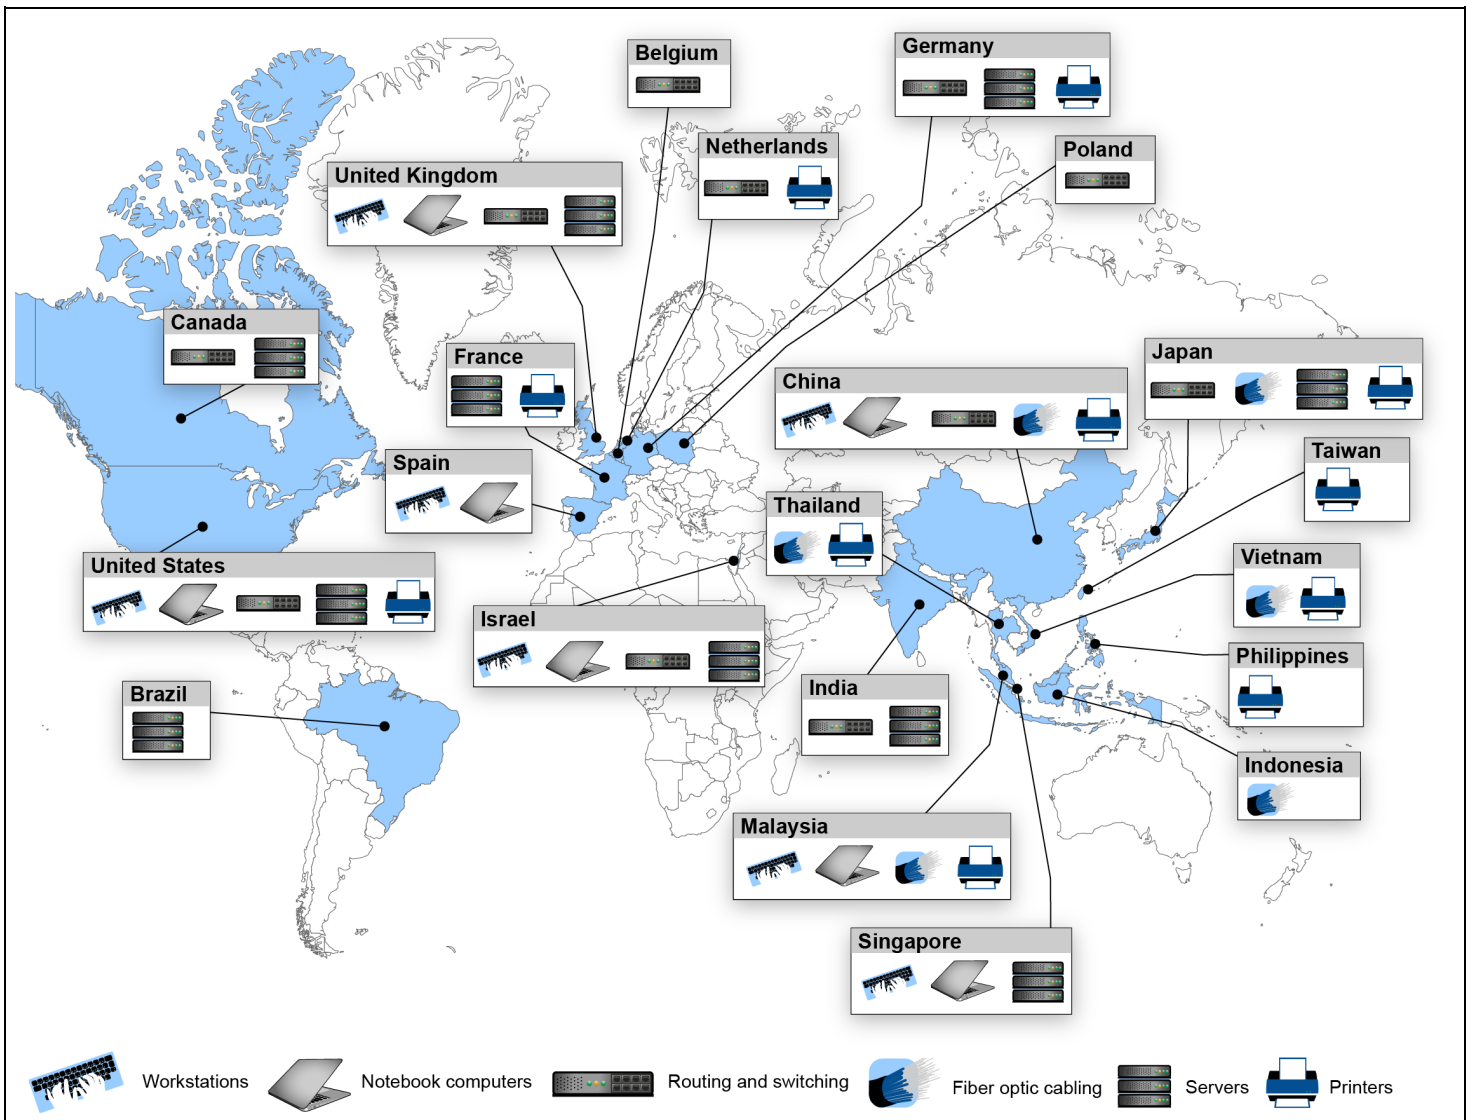 Belgium
Germany
Netherlands
Poland
United Kingdom
Canada
France
China
Japan
Spain
Taiwan
Thailand
United States
Vietnam
Israel
Philippines
Brazil
India
Indonesia
Malaysia
Singapore
Workstations
Notebook computers
Routing and switching
Fiber optic cabling
Servers
Printers